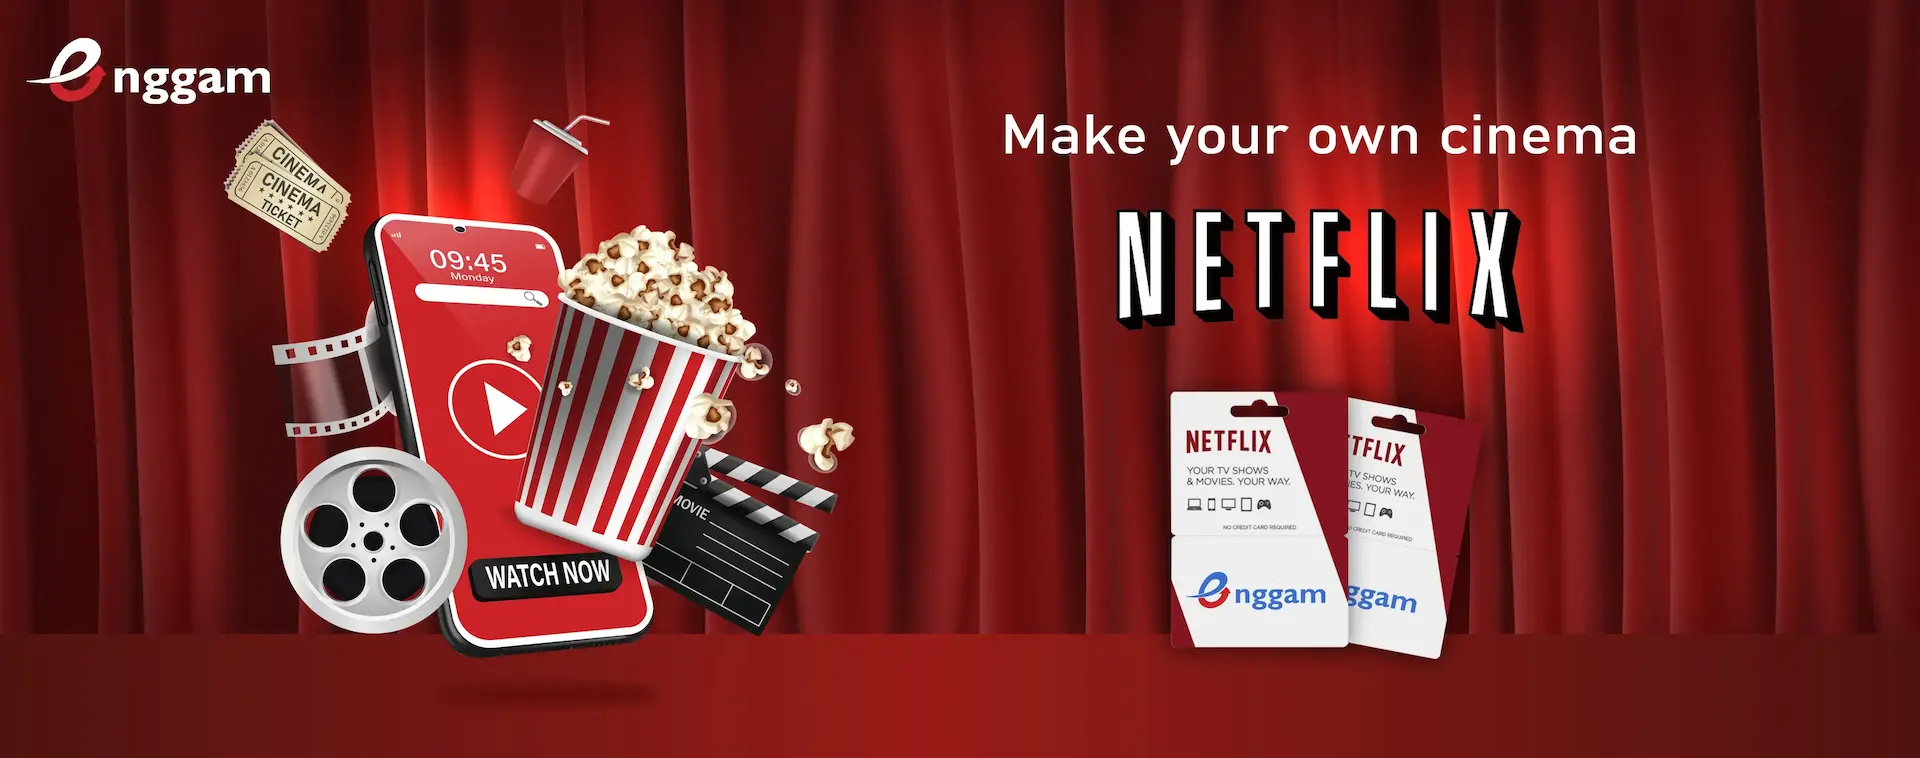 enggam
CINEMA
CINEMA
TICKET
09:45
Monday
MOVIE
WATCH NOW
Make your own cinema
NETFLIX
NETFLIX
YOUR TV SHOWS
& MOVIES. YOUR WAY.
NO CREDIT CARD REQUIRED
enggam
TFLIX
TV SHOWS
IES. YOUR WAY.
CREDIT CARD REQUIRED
ggam